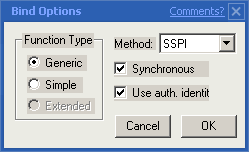 Bind Options Comments?
Function Type
Generic
Simple
Extended
Method: SSPI
Synchronous
Use auth. identit
Cancel OK